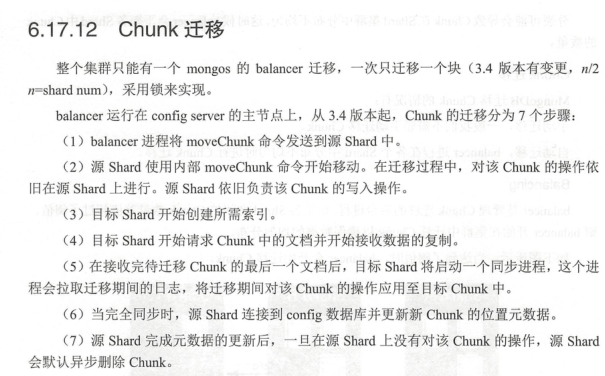 6.17.12 Chunk 迁移
整个集群只能有一个 mongos 的 balancer 迁移，一次只迁移一个块（3.4 版本有变更，n/2
n=shard num），采用锁来实现。
balancer 运行在 config server 的主节点上，从 3.4 版本起，Chunk 的迁移分为 7 个步骤：
（1）balancer 进程将 moveChunk 命令发送到源 Shard 中。
（2）源 Shard 使用内部 moveChunk 命令开始移动。在迁移过程中，对该 Chunk 的操作依
旧在源 Shard 上进行。源 Shard 依旧负责该 Chunk 的写入操作。
（3）目标 Shard 开始创建所需索引。
（4）目标 Shard 开始请求 Chunk 中的文档并开始接收数据的复制。
（5）在接收完待迁移 Chunk 的最后一个文档后，目标 Shard 将启动一个同步进程，这个进
程会拉取迁移期间的日志，将迁移期间对该 Chunk 的操作应用至目标 Chunk 中。
（6）当完全同步时，源 Shard 连接到 config 数据库并更新新 Chunk 的位置元数据。
（7）源 Shard 完成元数据的更新后，一旦在源 Shard 上没有对该 Chunk 的操作，源 Shard
会默认异步删除 Chunk。